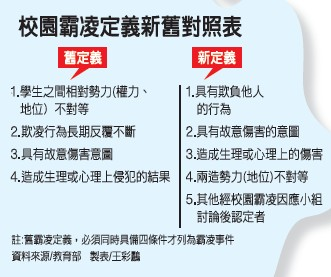 校園霸凌定義新舊對照表
舊定義
1.學生之間相對勢力(權力、
地位)不對等
2.欺凌行為長期反覆不斷
3.具有故意傷害意圖
4.造成生理或心理上侵犯的結果
新定義
1.具有欺負他人
的行為
2.具有故意傷害的意圖
3.造成生理或心理上的傷害
4.兩造勢力(地位)不對等
5.其他經校園霸凌因應小組
討論後認定者
註:舊霸凌定義，必須同時具備四條件才列為霸凌事件
資料來源/教育部 製表/王彩鸝